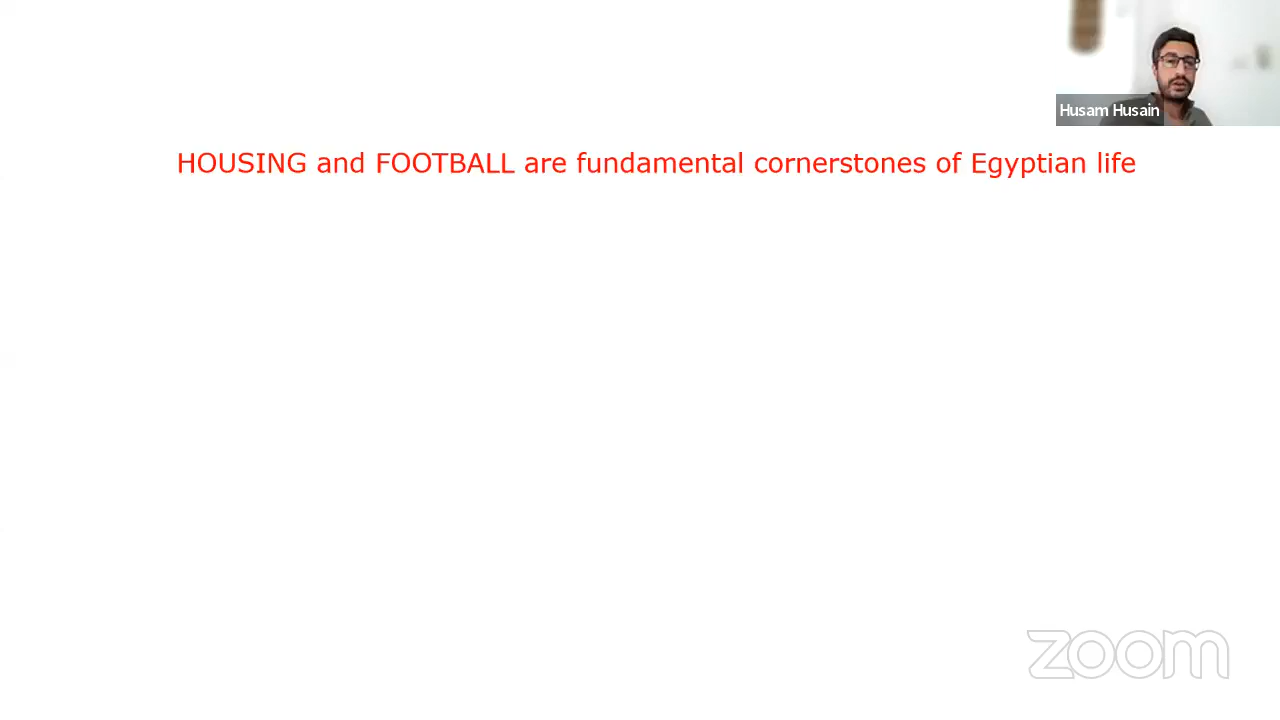 Husam Husain
HOUSING and FOOTBALL are fundamental cornerstones of Egyptian life
zoom